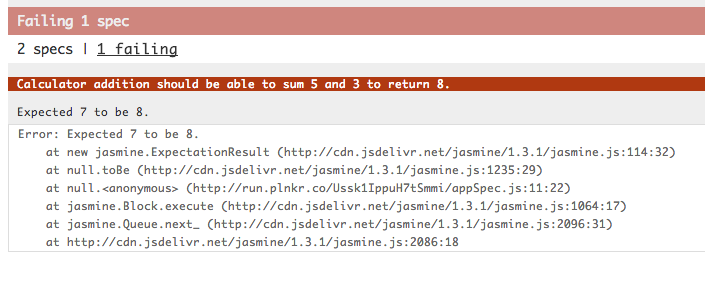 Failing 1 spec
2 specs | 1 failing
Calculator addition should be able to sum 5 and 3 to return 8.
Expected 7 to be 8.
Error: Expected 7 to be 8.
at new jasmine.ExpectationResult (http://cdn.jsdelivr.net/jasmine/1.3.1/jasmine.js:114:32)
at null.toBe (http://cdn.jsdelivr.net/jasmine/1.3.1/jasmine.js:1235:29)
at null.<anonymous> (http://run.plnkr.co/Ussk1IppuH7tSmmi/appSpec.js:11:22)
at jasmine.Block.execute (http://cdn.jsdelivr.net/jasmine/1.3.1/jasmine.js:1064:17)
at jasmine.Queue.next_ (http://cdn.jsdelivr.net/jasmine/1.3.1/jasmine.js:2096:31)
at http://cdn.jsdelivr.net/jasmine/1.3.1/jasmine.js:2086:18